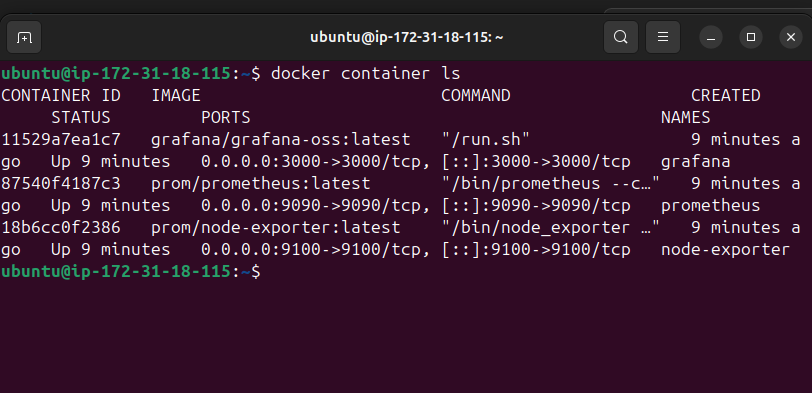 ubuntu@ip-172-31-18-115: ~
ubuntu@ip-172-31-18-115:~$ docker container ls
CONTAINER ID   IMAGE                        COMMAND                  CREATED
     STATUS         PORTS                                         NAMES
11529a7ea1c7   grafana/grafana-oss:latest   "/run.sh"                9 minutes a
go   Up 9 minutes   0.0.0.0:3000->3000/tcp, [::]:3000->3000/tcp   grafana
87540f4187c3   prom/prometheus:latest       "/bin/prometheus --c…"   9 minutes a
go   Up 9 minutes   0.0.0.0:9090->9090/tcp, [::]:9090->9090/tcp   prometheus
18b6cc0f2386   prom/node-exporter:latest    "/bin/node_exporter …"   9 minutes a
go   Up 9 minutes   0.0.0.0:9100->9100/tcp, [::]:9100->9100/tcp   node-exporter
ubuntu@ip-172-31-18-115:~$